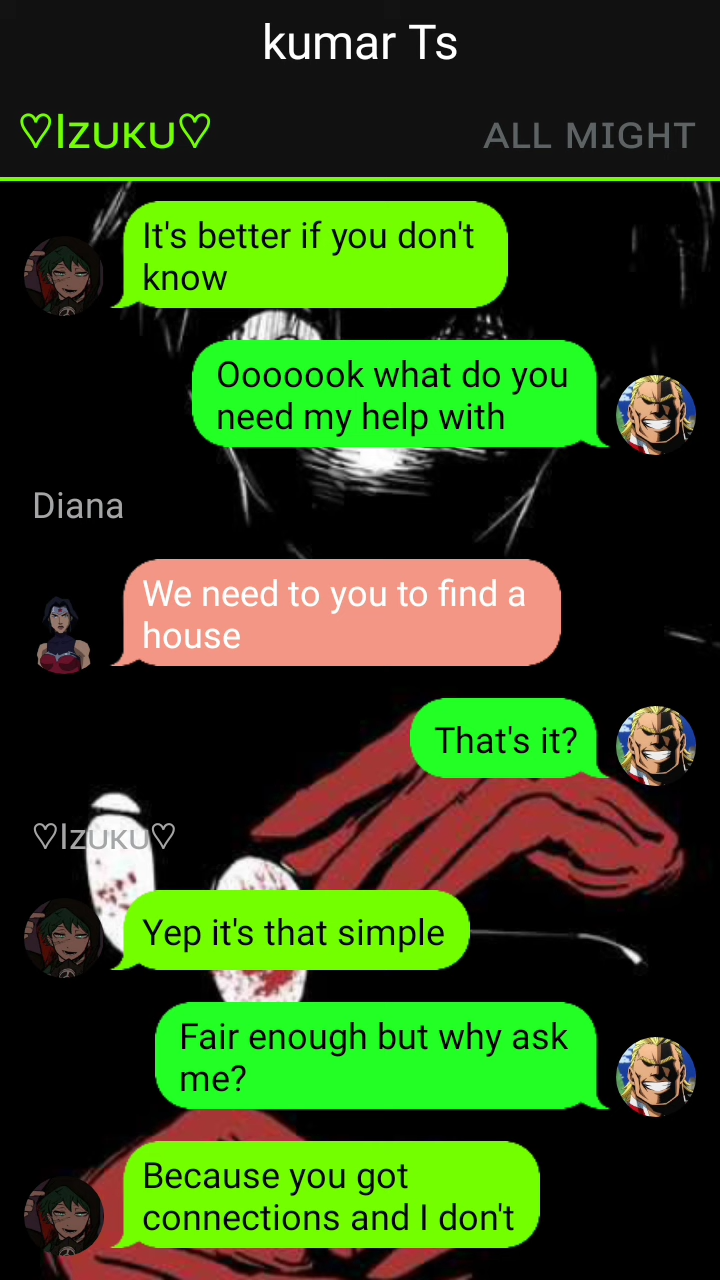 kumar Ts
♡Izuku♡
ALL MIGHT
It's better if you don't
know
Ooooook what do you
need my help with
Diana
We need to you to find a
house
That's it?
♡Izuku♡
Yep it's that simple
Fair enough but why ask
me?
Because you got
connections and I don't